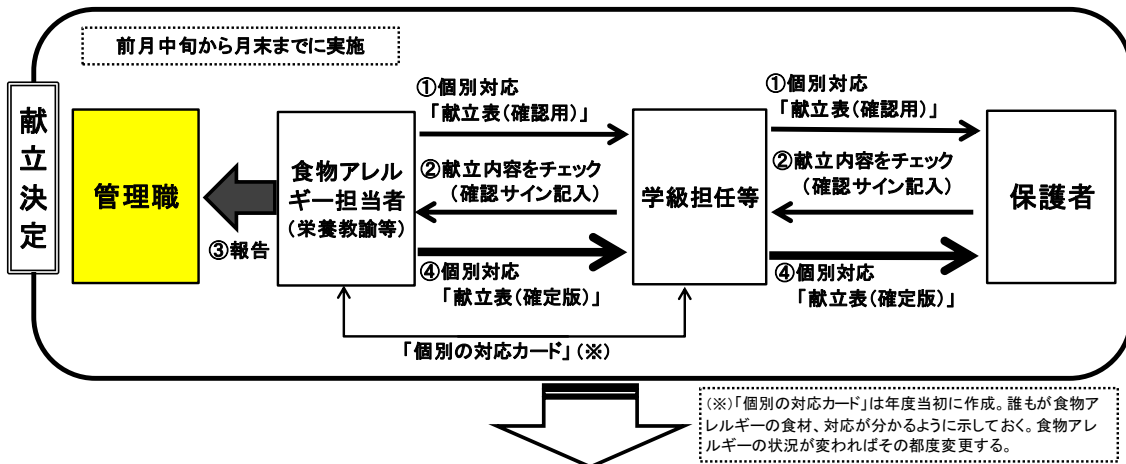 前月中旬から月末までに実施
献立決定
管理職
③報告
食物アレル
ギー担当者
(栄養教諭等)
①個別対応
「献立表(確認用)」
②献立内容をチェック
(確認サイン記入)
④個別対応
「献立表(確定版)」
学級担任等
①個別対応
「献立表(確認用)」
②献立内容をチェック
(確認サイン記入)
④個別対応
「献立表(確定版)」
保護者
「個別の対応カード」(※)
(※)「個別の対応カード」は年度当初に作成。誰もが食物ア
レルギーの食材、対応が分かるように示しておく。食物アレ
ルギーの状況が変わればその都度変更する。